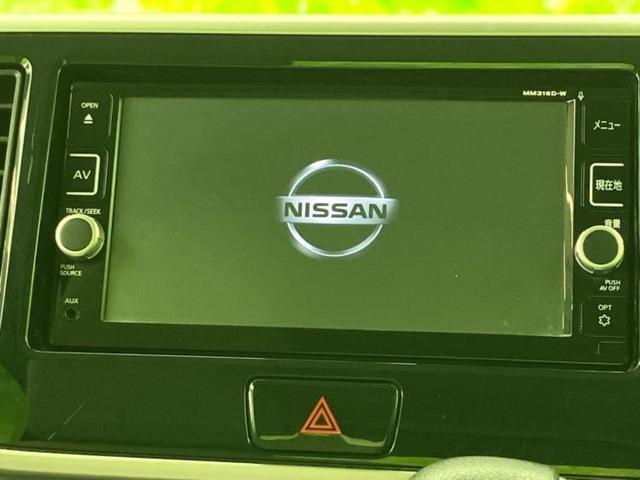 MM316D-W
OPEN
メニュー
AV
現在地
TRACK/SEEK
音量
NISSAN
PUSH
SOURCE
PUSH
AV OFF
AUX
OPT